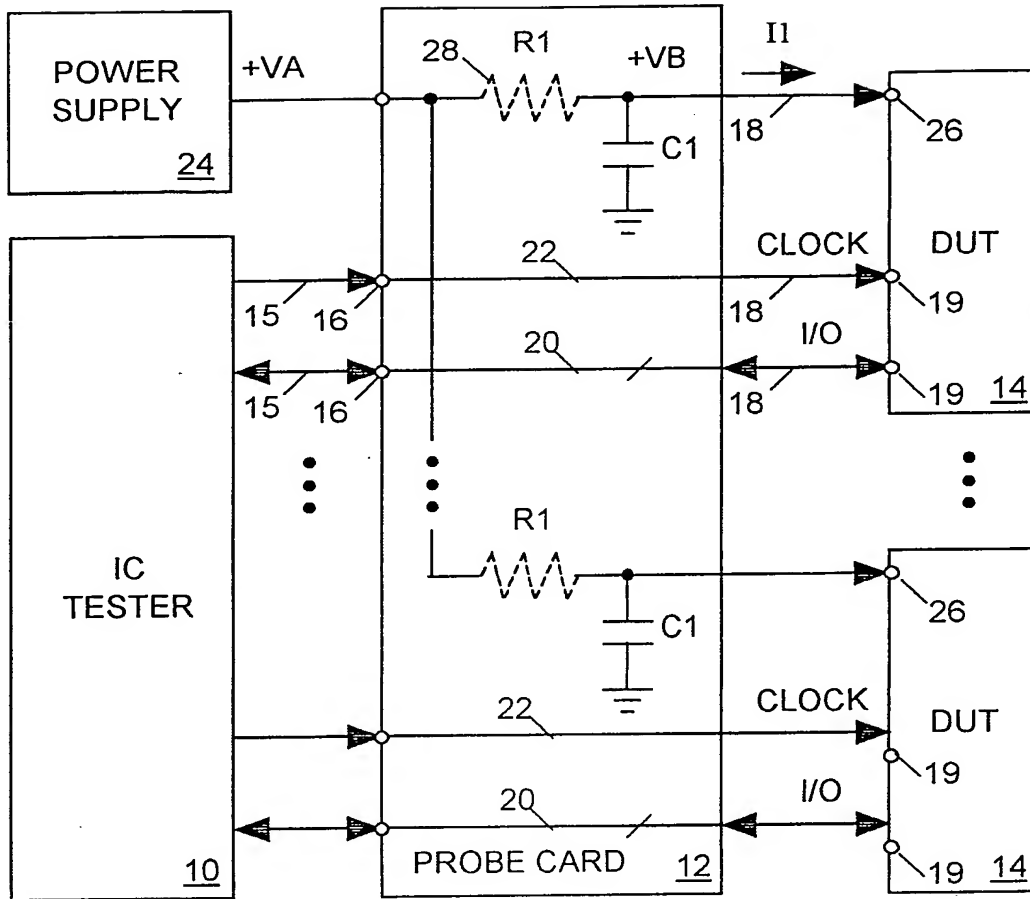 POWER
SUPPLY
24
+VA
28
R1
+VB
I1
C1
18
26
15
16
22
CLOCK
18
DUT
19
15
16
20
I/O
18
19
14
R1
C1
26
IC
TESTER
22
CLOCK
DUT
19
20
I/O
19
10
PROBE CARD
12
14